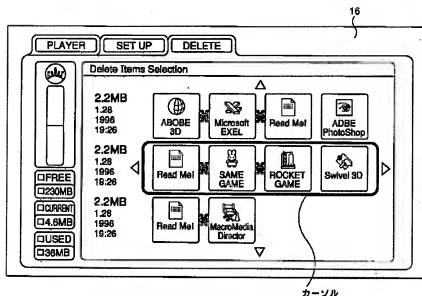 16
PLAYER
SET UP
DELETE
Delete Items Selection
2.2MB
1.28
1996
19:26
ABOBE
3D
Microsoft
EXEL
Read Me!
ADBE
PhotoShop
2.2MB
1.28
1996
19:26
Read Me!
SAME
GAME
ROCKET
GAME
Swivel 3D
2.2MB
1.28
1996
19:26
Read Me!
MacroMedia
Director
FREE
230MB
CURRENT
4.6MB
USED
36MB
カーソル